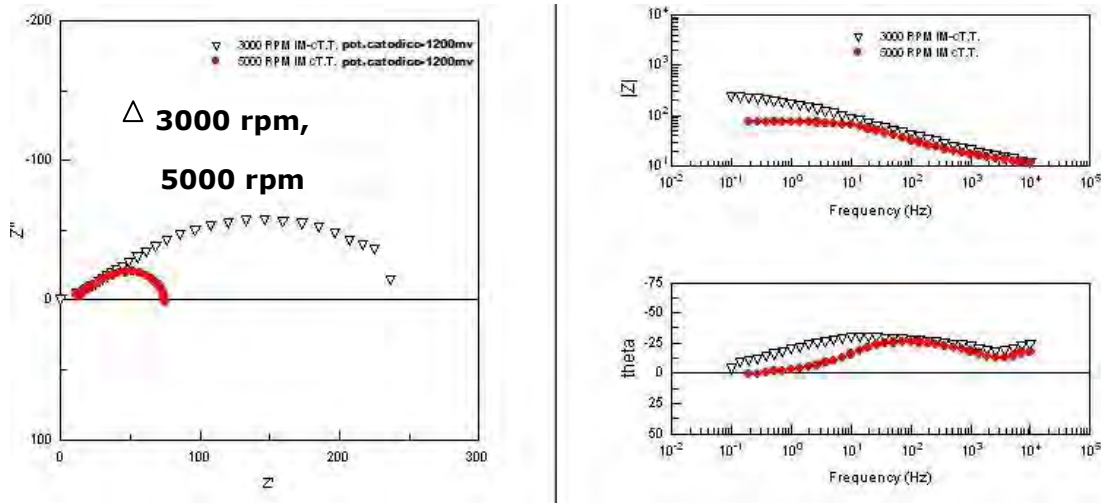 -200
-100
0
100
Z''
0
100
200
300
Z'
3000 RPM IM-cT.T. pot.catodico-1200mv
5000 RPM IM cT.T. pot.catodico-1200mv
△ 3000 rpm,
5000 rpm
10⁴
10³
10²
10¹
|Z|
3000 RPM IM-cT.T.
5000 RPM IM cT.T.
10⁻² 10⁻¹ 10⁰ 10¹ 10² 10³ 10⁴ 10⁵
Frequency (Hz)
-75
-50
-25
0
25
50
theta
10⁻² 10⁻¹ 10⁰ 10¹ 10² 10³ 10⁴ 10⁵
Frequency (Hz)